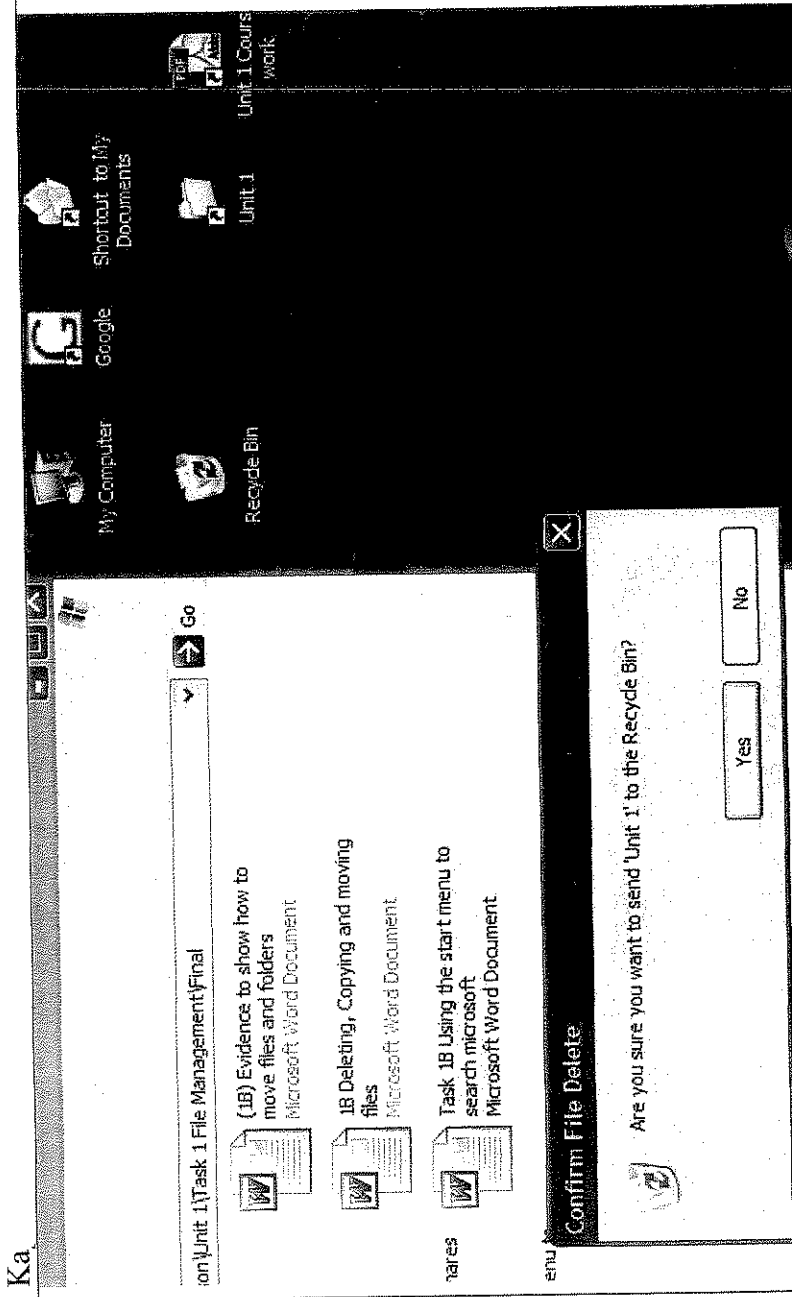 Ka
My Computer
Google
Shortcut to My
Documents
Recycle Bin
Unit 1
Unit 1 Cours
work
PDF
Go
ion\Unit 1\Task 1 File Management\Final
(1B) Evidence to show how to
move files and folders
Microsoft Word Document
1B Deleting, Copying and moving
files
Microsoft Word Document
Task 1B Using the start menu to
search microsoft
Microsoft Word Document
hares
enu
Confirm File Delete
Are you sure you want to send 'Unit 1' to the Recycle Bin?
Yes
No